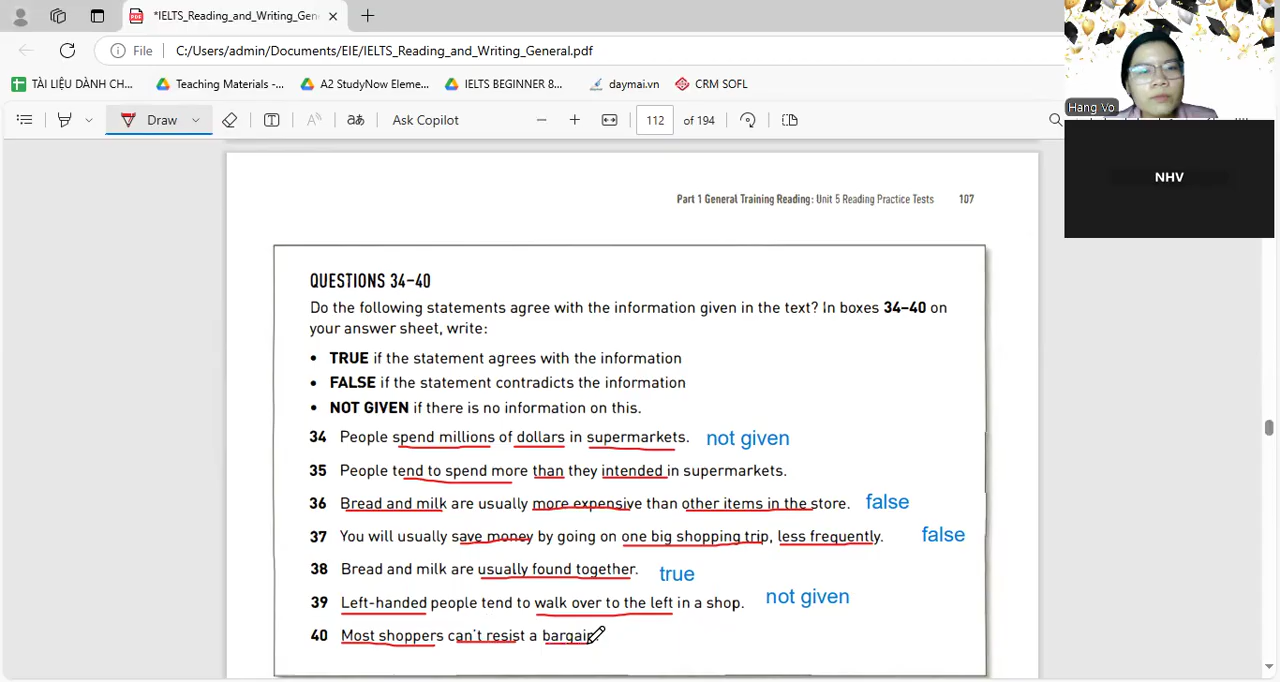 *IELTS_Reading_and_Writing_Gen
File
C:/Users/admin/Documents/EIE/IELTS_Reading_and_Writing_General.pdf
TÀI LIỆU DÀNH CH...
Teaching Materials -...
A2 StudyNow Eleme...
IELTS BEGINNER 8...
daymai.vn
CRM SOFL
Draw
Ask Copilot
112 of 194
Hang Vo
NHV
Part 1 General Training Reading: Unit 5 Reading Practice Tests 107
QUESTIONS 34–40
Do the following statements agree with the information given in the text? In boxes 34–40 on
your answer sheet, write:
• TRUE if the statement agrees with the information
• FALSE if the statement contradicts the information
• NOT GIVEN if there is no information on this.
34 People spend millions of dollars in supermarkets. not given
35 People tend to spend more than they intended in supermarkets.
36 Bread and milk are usually more expensive than other items in the store. false
37 You will usually save money by going on one big shopping trip, less frequently. false
38 Bread and milk are usually found together. true
39 Left-handed people tend to walk over to the left in a shop. not given
40 Most shoppers can't resist a bargain